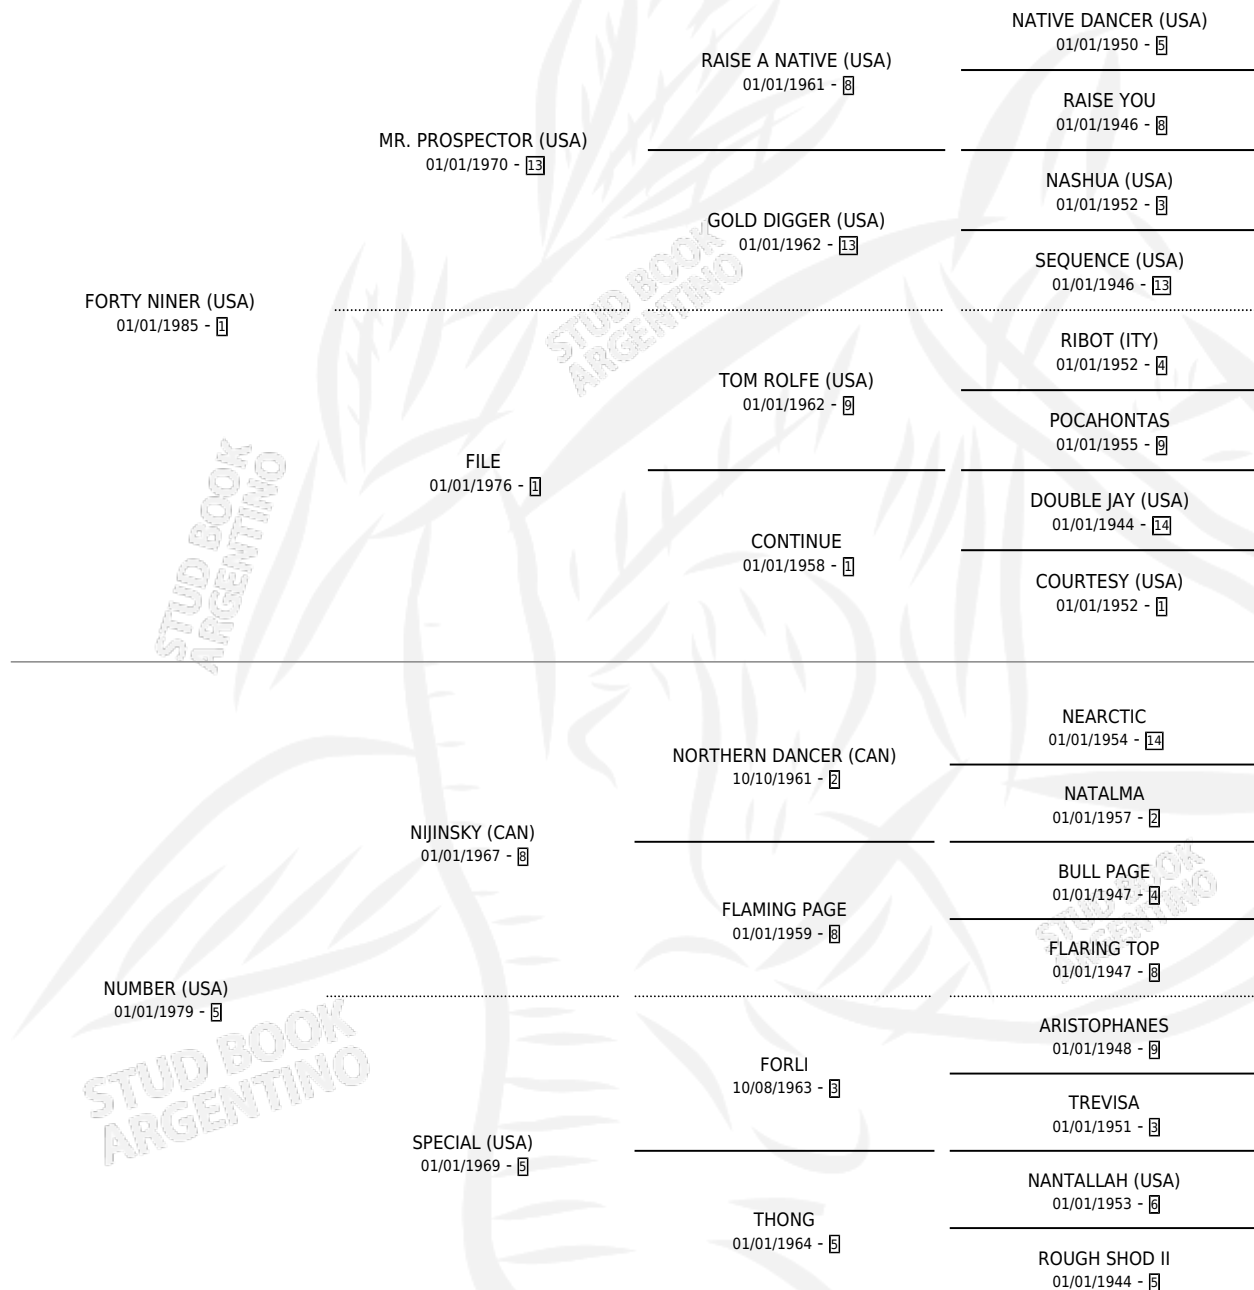 NATIVE DANCER (USA)
01/01/1950 - 5
RAISE A NATIVE (USA)
01/01/1961 - 8
RAISE YOU
01/01/1946 - 8
MR. PROSPECTOR (USA)
01/01/1970 - 13
NASHUA (USA)
01/01/1952 - 3
GOLD DIGGER (USA)
01/01/1962 - 13
SEQUENCE (USA)
01/01/1946 - 13
FORTY NINER (USA)
01/01/1985 - 1
RIBOT (ITY)
01/01/1952 - 4
TOM ROLFE (USA)
01/01/1962 - 9
POCAHONTAS
01/01/1955 - 9
FILE
01/01/1976 - 1
DOUBLE JAY (USA)
01/01/1944 - 14
CONTINUE
01/01/1958 - 1
COURTESY (USA)
01/01/1952 - 1
NEARCTIC
01/01/1954 - 14
NORTHERN DANCER (CAN)
10/10/1961 - 2
NATALMA
01/01/1957 - 2
NIJINSKY (CAN)
01/01/1967 - 8
BULL PAGE
01/01/1947 - 4
FLAMING PAGE
01/01/1959 - 8
FLARING TOP
01/01/1947 - 8
NUMBER (USA)
01/01/1979 - 5
ARISTOPHANES
01/01/1948 - 9
FORLI
10/08/1963 - 3
TREVISA
01/01/1951 - 3
SPECIAL (USA)
01/01/1969 - 5
NANTALLAH (USA)
01/01/1953 - 6
THONG
01/01/1964 - 5
ROUGH SHOD II
01/01/1944 - 5
STUD BOOK
ARGENTINO
STUD BOOK
ARGENTINO
STUD BOOK
ARGENTINO
STUD BOOK
ARGENTINO